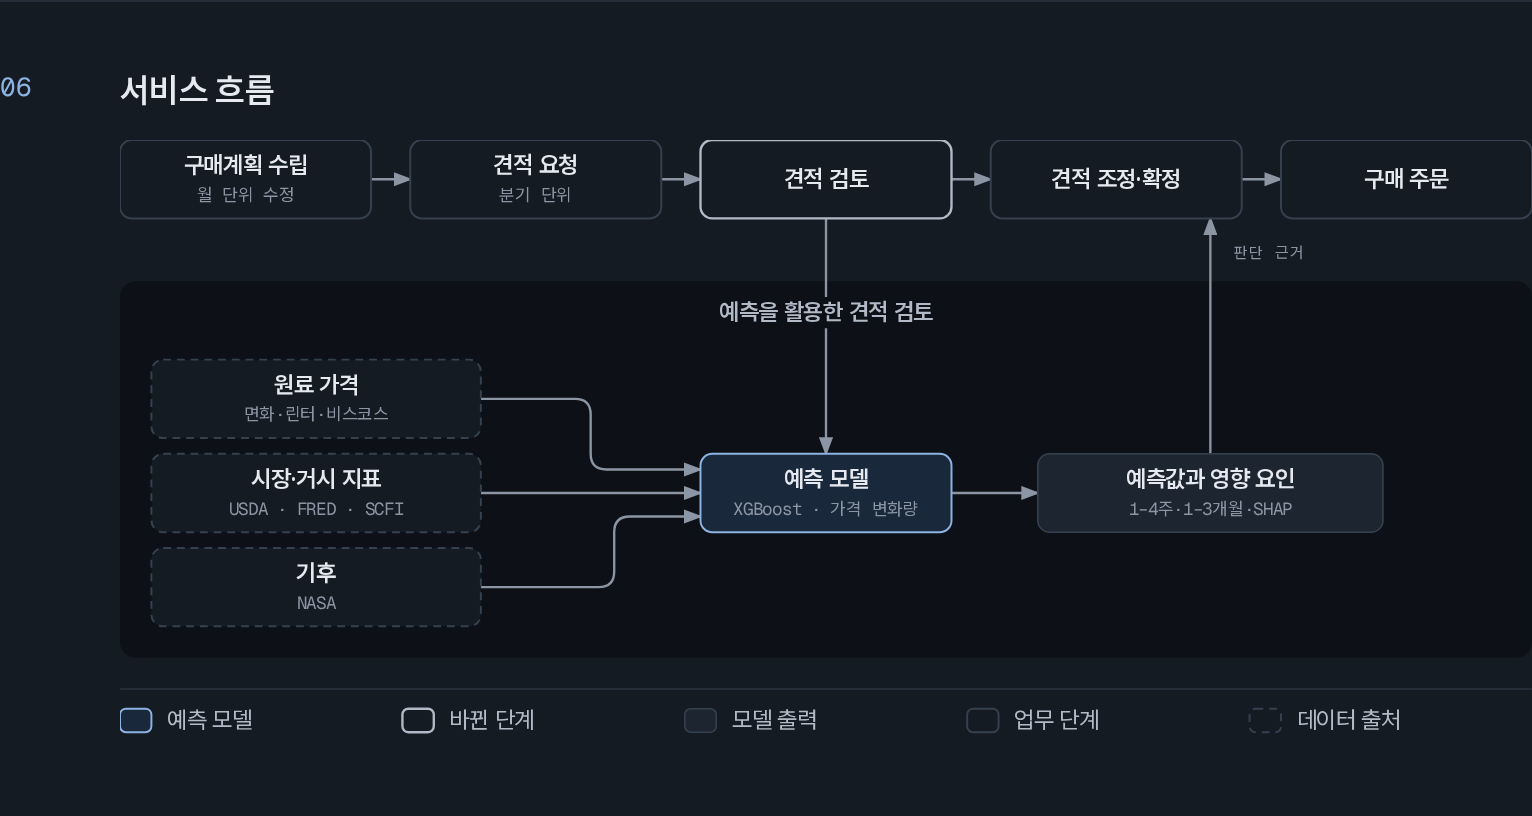 06
서비스 흐름
구매계획 수립
월 단위 수정
견적 요청
분기 단위
견적 검토
견적 조정·확정
구매 주문
판단 근거
예측을 활용한 견적 검토
원료 가격
면화·린터·비스코스
시장·거시 지표
USDA · FRED · SCFI
기후
NASA
예측 모델
XGBoost · 가격 변화량
예측값과 영향 요인
1-4주·1-3개월·SHAP
예측 모델
바뀐 단계
모델 출력
업무 단계
데이터 출처